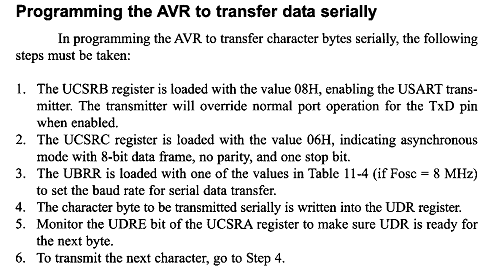 Programming the AVR to transfer data serially
In programming the AVR to transfer character bytes serially, the following
steps must be taken:
1. The UCSRB register is loaded with the value 08H, enabling the USART trans-
mitter. The transmitter will override normal port operation for the TxD pin
when enabled.
2. The UCSRC register is loaded with the value 06H, indicating asynchronous
mode with 8-bit data frame, no parity, and one stop bit.
3. The UBRR is loaded with one of the values in Table 11-4 (if Fosc = 8 MHz)
to set the baud rate for serial data transfer.
4. The character byte to be transmitted serially is written into the UDR register.
5. Monitor the UDRE bit of the UCSRA register to make sure UDR is ready for
the next byte.
6. To transmit the next character, go to Step 4.